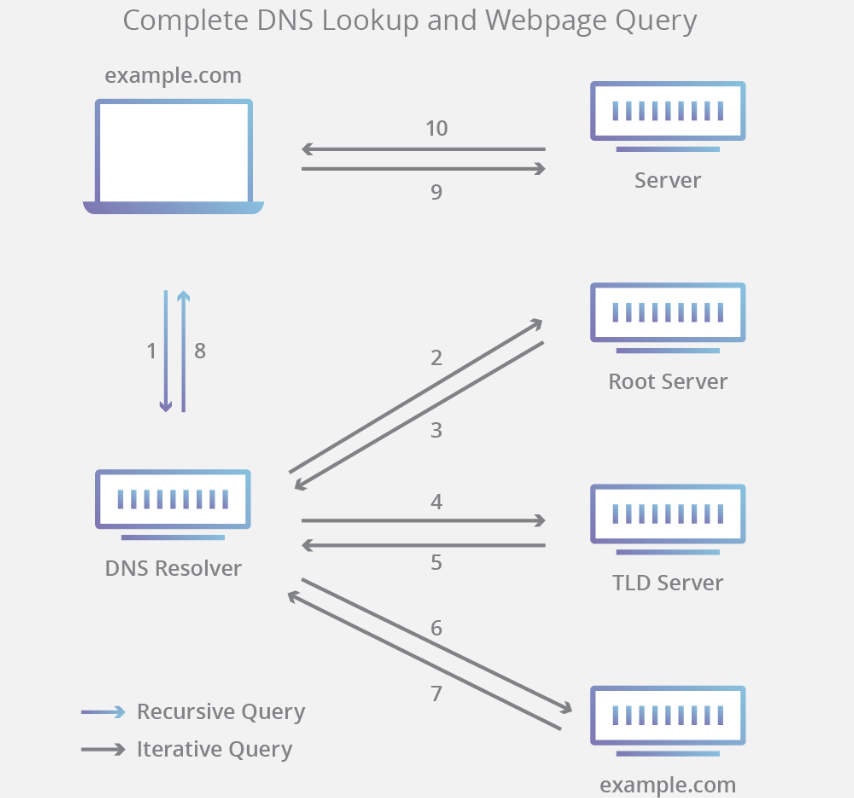 Complete DNS Lookup and Webpage Query
example.com
10
9
Server
1
8
2
3
Root Server
4
5
DNS Resolver
TLD Server
6
7
Recursive Query
Iterative Query
example.com